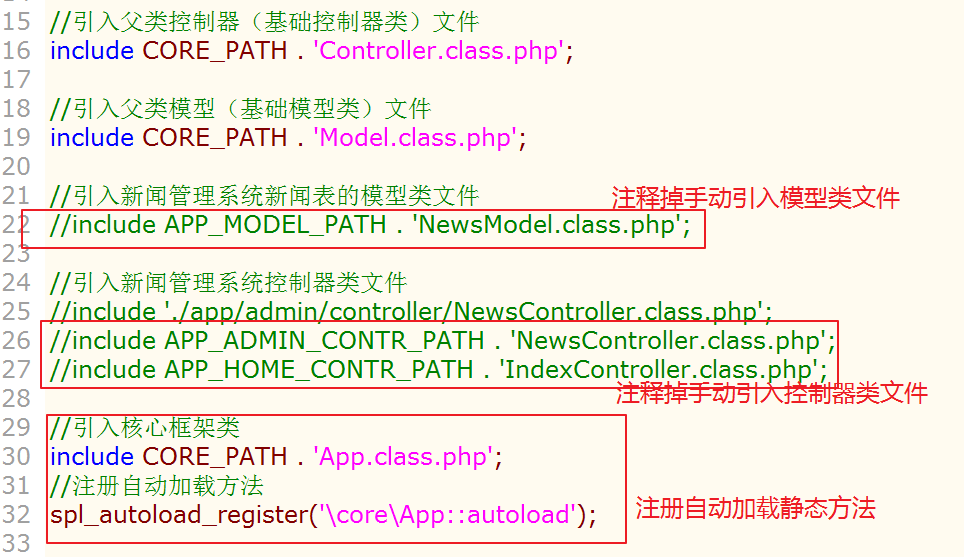 15 //引入父类控制器（基础控制器类）文件
16 include CORE_PATH . 'Controller.class.php';
17
18 //引入父类模型（基础模型类）文件
19 include CORE_PATH . 'Model.class.php';
20
21 //引入新闻管理系统新闻表的模型类文件
注释掉手动引入模型类文件
22 //include APP_MODEL_PATH . 'NewsModel.class.php';
23
24 //引入新闻管理系统控制器类文件
25 //include './app/admin/controller/NewsController.class.php';
26 //include APP_ADMIN_CONTR_PATH . 'NewsController.class.php';
27 //include APP_HOME_CONTR_PATH . 'IndexController.class.php';
注释掉手动引入控制器类文件
28
29 //引入核心框架类
30 include CORE_PATH . 'App.class.php';
31 //注册自动加载方法
32 spl_autoload_register('\core\App::autoload');
注册自动加载静态方法
33